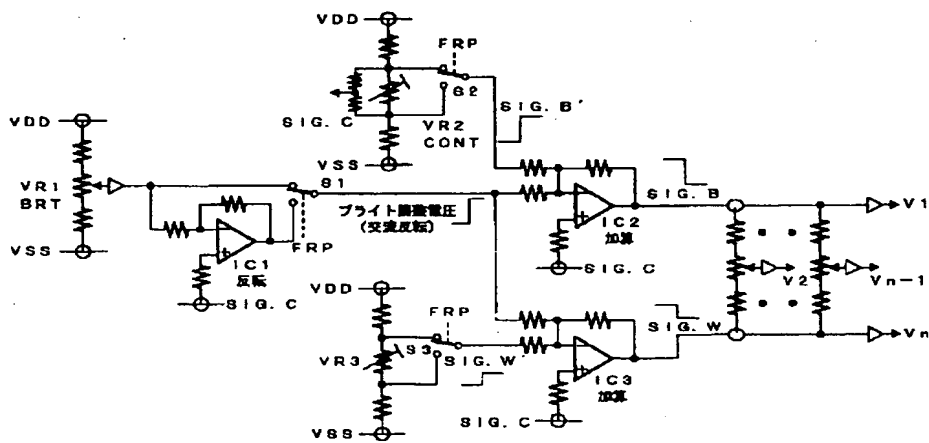 VDD
FRP
S2
SIG. C
VR2
CONT
VSS
SIG. B'
VDD
VR1
BRT
VSS
S1
FRP
IC1
反転
SIG. C
ブライト調整電圧
(交流反転)
SIG. B
IC2
加算
SIG. C
V1
V2
Vn-1
Vn
VDD
FRP
VR3
S3
SIG. W'
VSS
SIG. W
IC3
加算
SIG. C